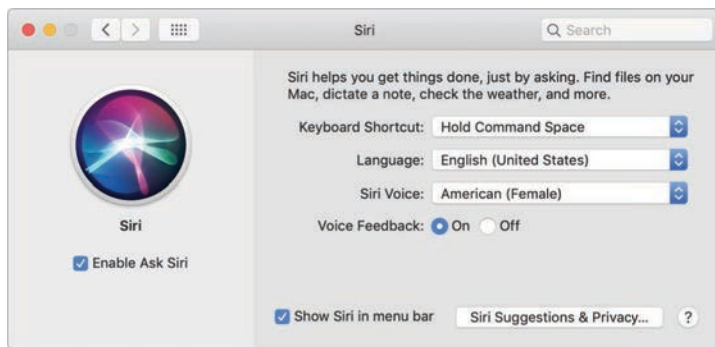 Siri
Search
Siri helps you get things done, just by asking. Find files on your
Mac, dictate a note, check the weather, and more.
Keyboard Shortcut: Hold Command Space
Language: English (United States)
Siri Voice: American (Female)
Siri
Voice Feedback: On Off
Enable Ask Siri
Show Siri in menu bar Siri Suggestions & Privacy... ?